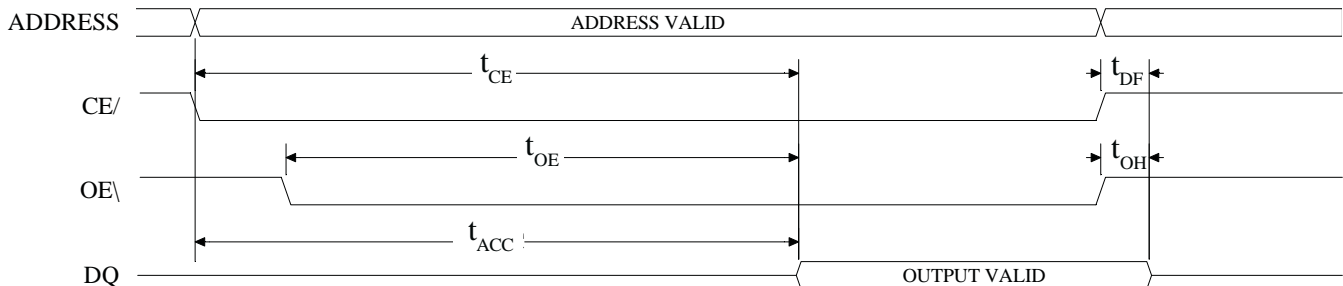 ADDRESS ADDRESS VALID
tCE tDF
CE/
tOE tOH
OE\
tACC
DQ OUTPUT VALID